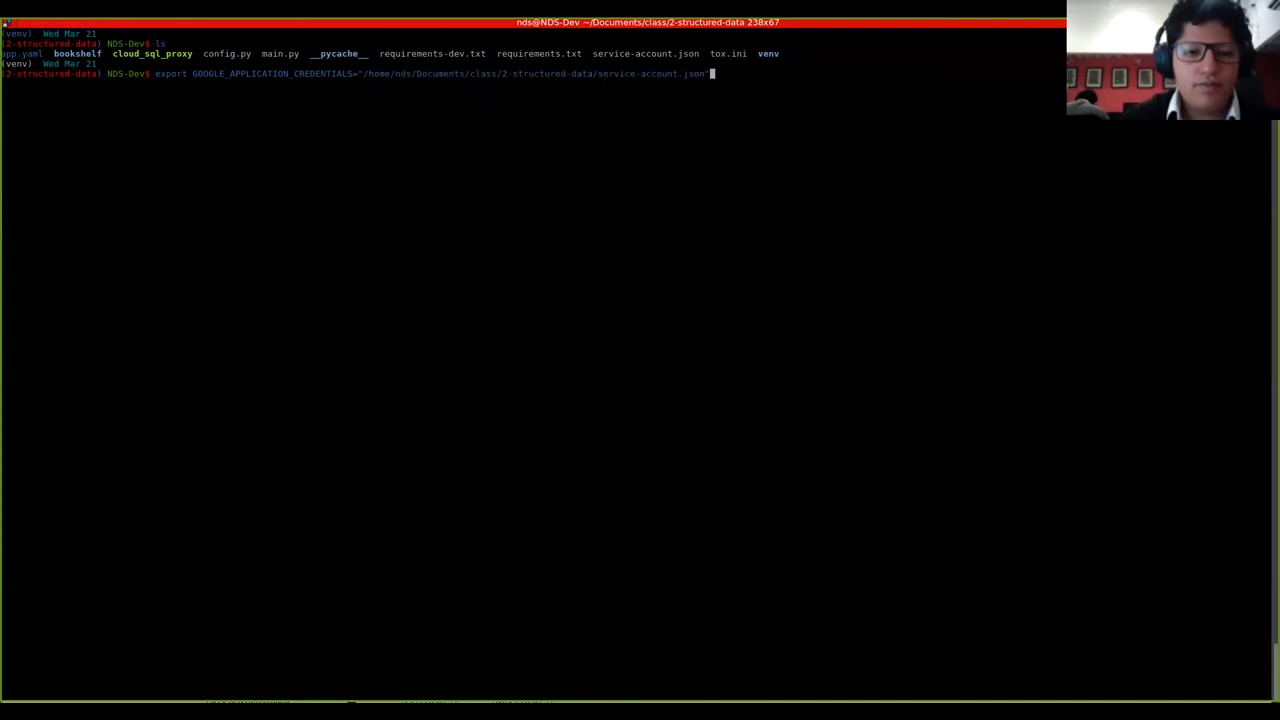 nds@NDS-Dev ~/Documents/class/2-structured-data 238x67
(venv) Wed Mar 21
(2-structured-data) NDS-Dev$ ls
app.yaml bookshelf cloud_sql_proxy config.py main.py __pycache__ requirements-dev.txt requirements.txt service-account.json tox.ini venv
(venv) Wed Mar 21
(2-structured-data) NDS-Dev$ export GOOGLE_APPLICATION_CREDENTIALS="/home/nds/Documents/class/2-structured-data/service-account.json"